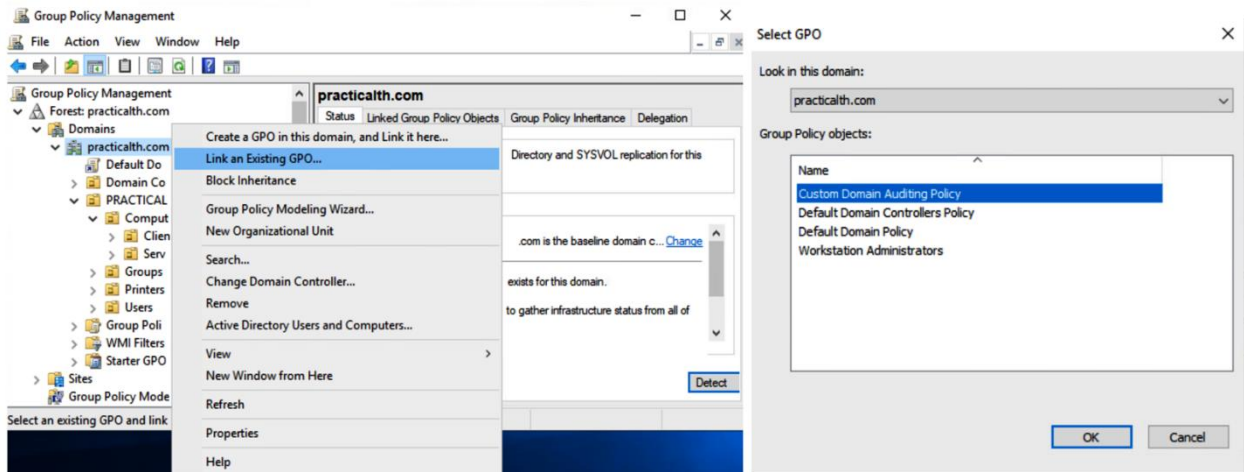 Group Policy Management
File Action View Window Help
Group Policy Management
Forest: practicalth.com
Domains
practicalth.com
Default Do
Domain Co
PRACTICAL
Comput
Clien
Serv
Groups
Printers
Users
Group Poli
WMI Filters
Starter GPO
Sites
Group Policy Mode
Select an existing GPO and link
practicalth.com
Status Linked Group Policy Objects Group Policy Inheritance Delegation
Directory and SYSVOL replication for this
.com is the baseline domain c... Change
exists for this domain.
to gather infrastructure status from all of
Detect
Create a GPO in this domain, and Link it here...
Link an Existing GPO...
Block Inheritance
Group Policy Modeling Wizard...
New Organizational Unit
Search...
Change Domain Controller...
Remove
Active Directory Users and Computers...
View
New Window from Here
Refresh
Properties
Help
Select GPO
Look in this domain:
practicalth.com
Group Policy objects:
Name
Custom Domain Auditing Policy
Default Domain Controllers Policy
Default Domain Policy
Workstation Administrators
OK Cancel